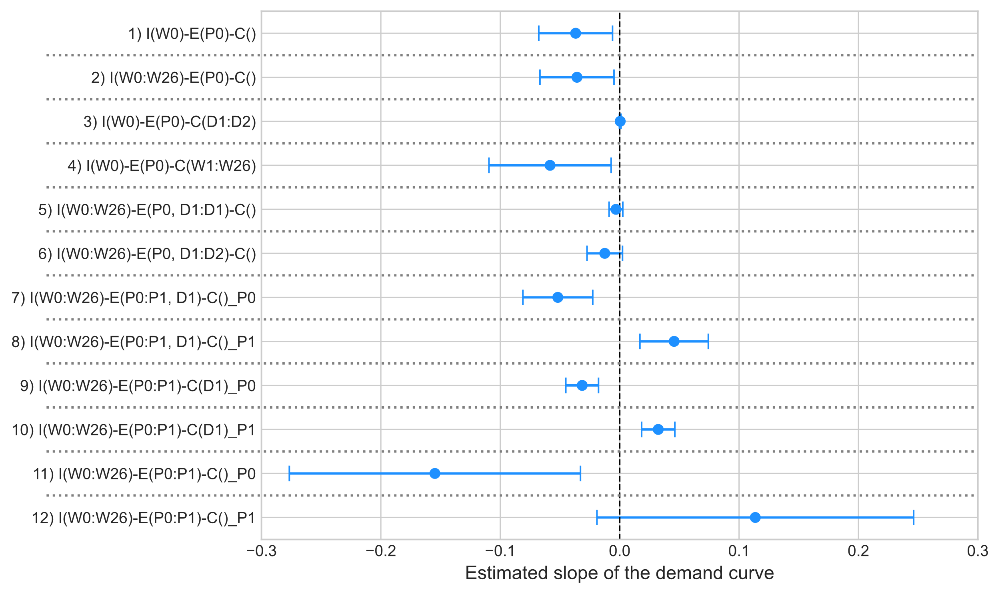 1) I(W0)-E(P0)-C()
2) I(W0:W26)-E(P0)-C()
3) I(W0)-E(P0)-C(D1:D2)
4) I(W0)-E(P0)-C(W1:W26)
5) I(W0:W26)-E(P0, D1:D1)-C()
6) I(W0:W26)-E(P0, D1:D2)-C()
7) I(W0:W26)-E(P0:P1, D1)-C()_P0
8) I(W0:W26)-E(P0:P1, D1)-C()_P1
9) I(W0:W26)-E(P0:P1)-C(D1)_P0
10) I(W0:W26)-E(P0:P1)-C(D1)_P1
11) I(W0:W26)-E(P0:P1)-C()_P0
12) I(W0:W26)-E(P0:P1)-C()_P1
−0.3 −0.2 −0.1 0.0 0.1 0.2 0.3
Estimated slope of the demand curve